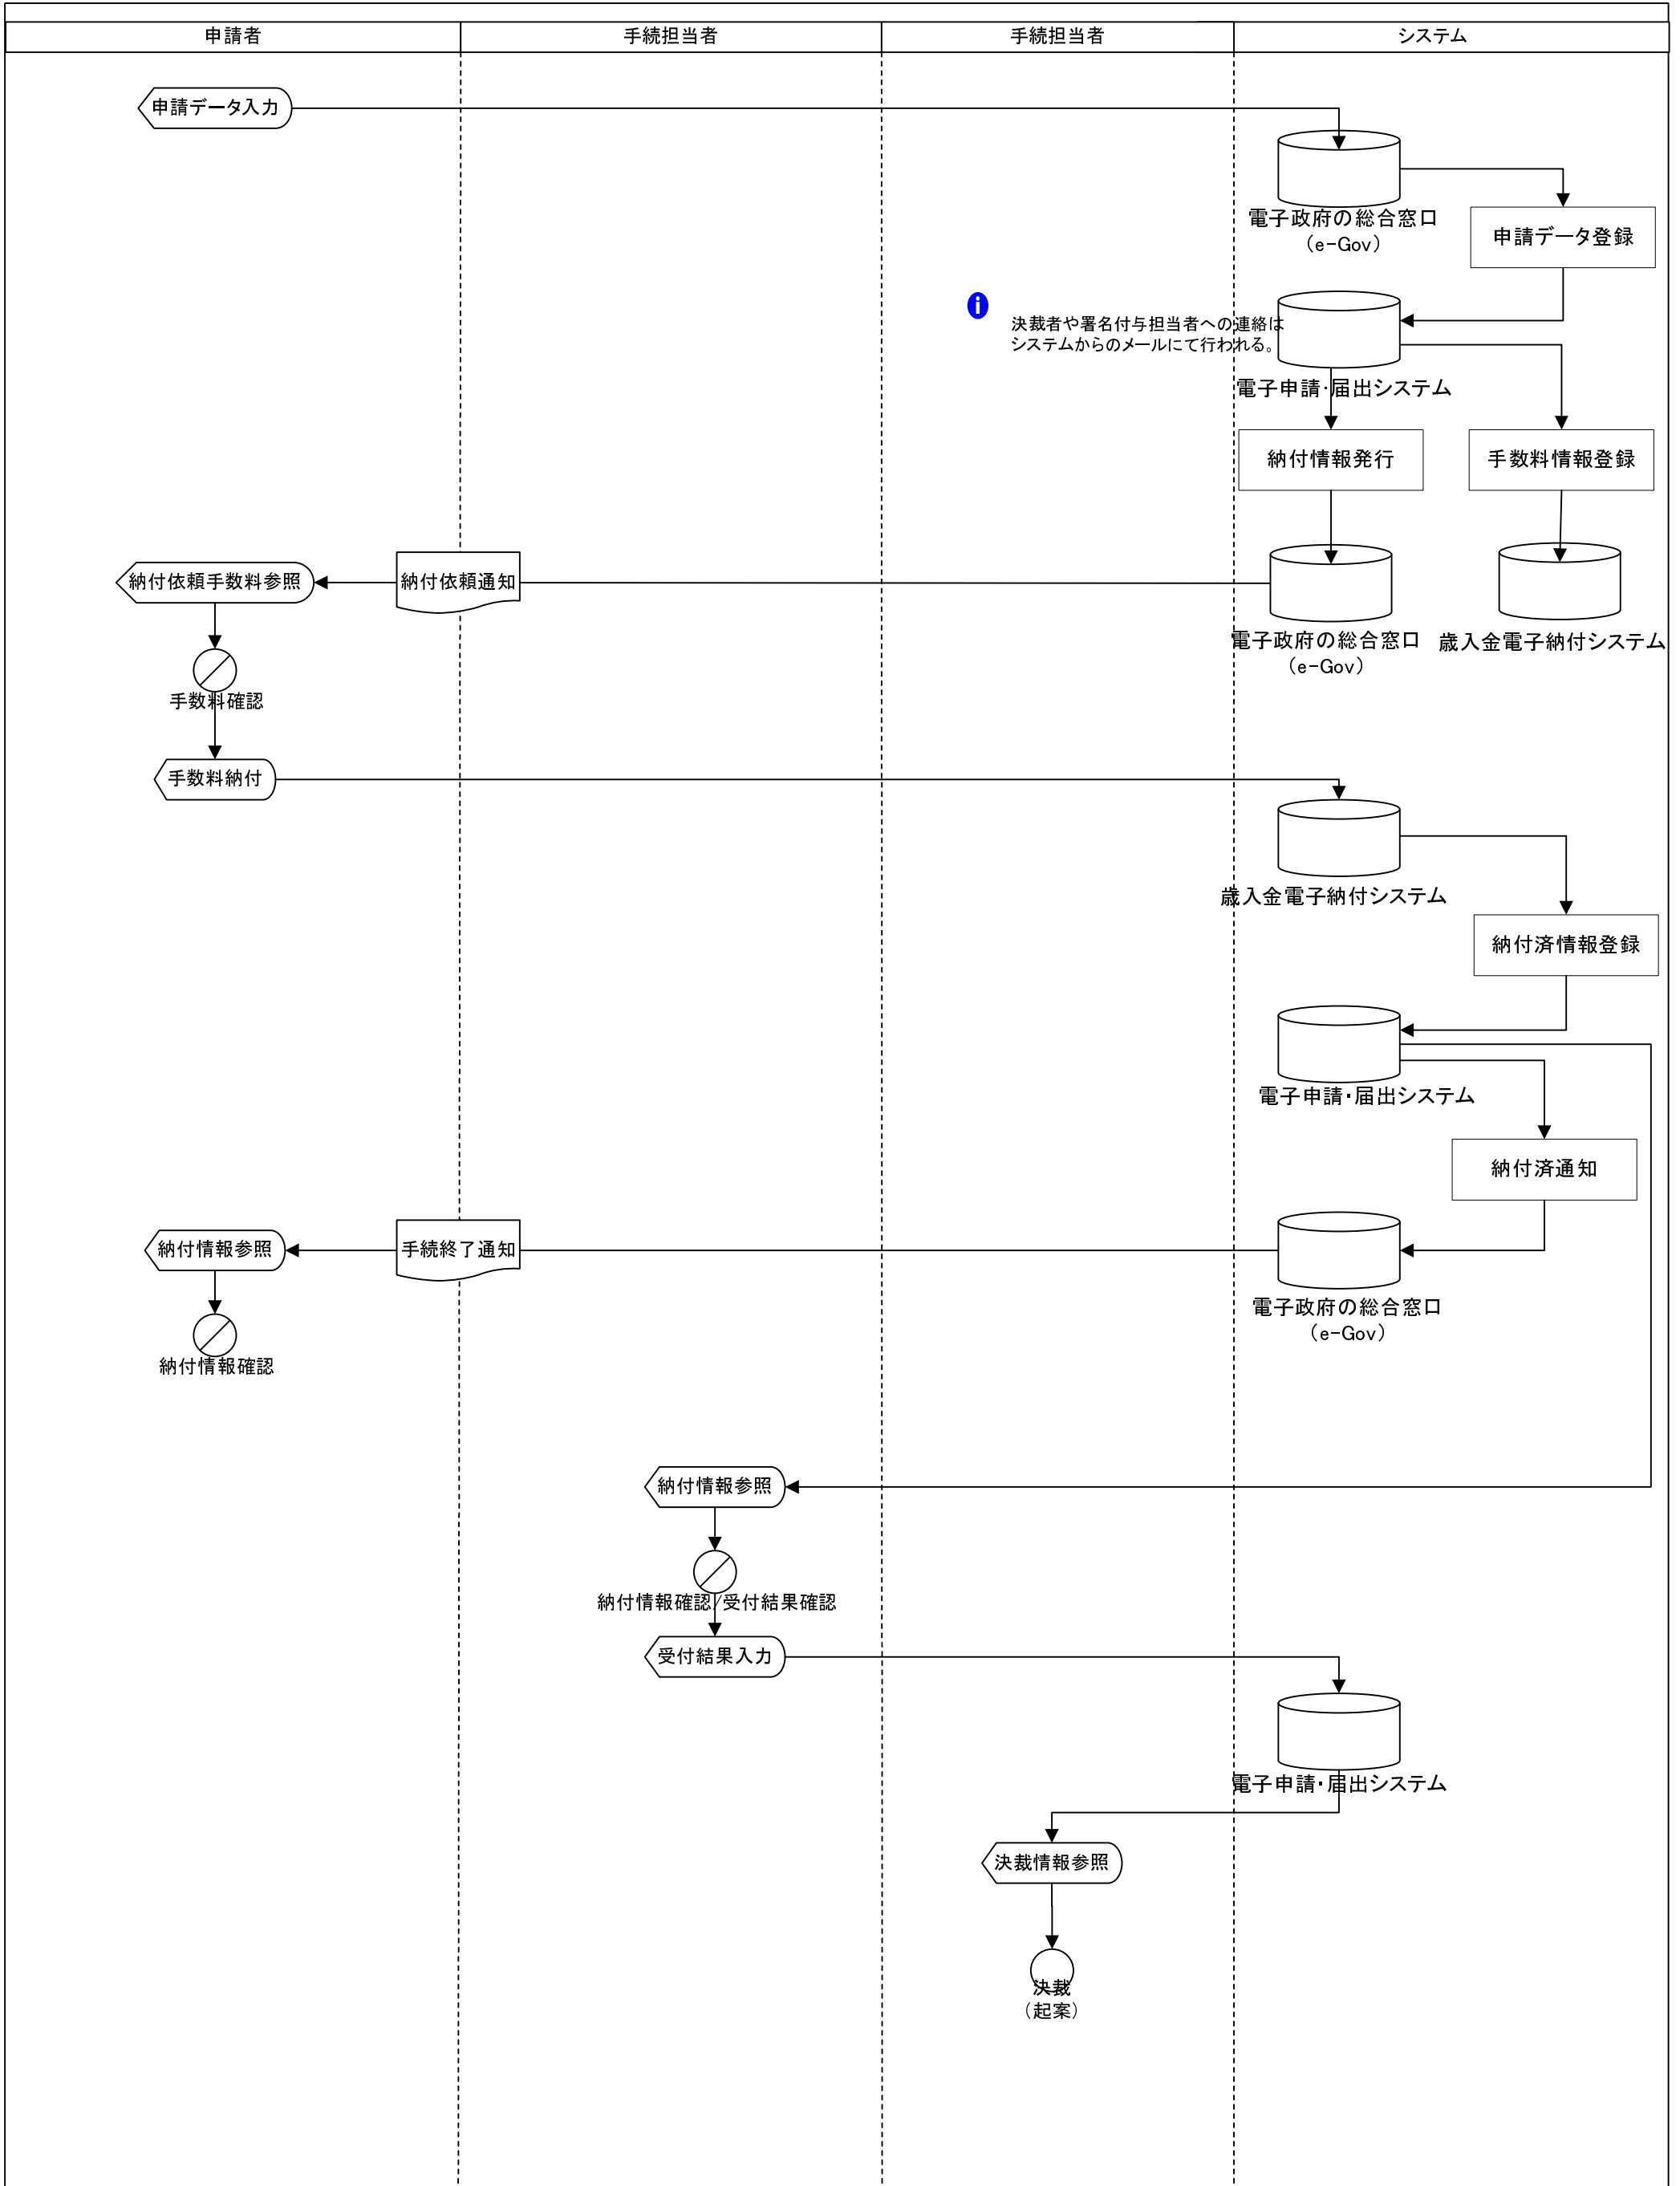 申請者
手続担当者
手続担当者
システム
申請データ入力
電子政府の総合窓口
（e-Gov）
申請データ登録
決裁者や署名付与担当者への連絡は
システムからのメールにて行われる。
電子申請・届出システム
納付情報発行
手数料情報登録
納付依頼手数料参照
納付依頼通知
電子政府の総合窓口
（e-Gov）
歳入金電子納付システム
手数料確認
手数料納付
歳入金電子納付システム
納付済情報登録
電子申請・届出システム
納付済通知
納付情報参照
手続終了通知
電子政府の総合窓口
（e-Gov）
納付情報確認
納付情報参照
納付情報確認/受付結果確認
受付結果入力
電子申請・届出システム
決裁情報参照
決裁
（起案）